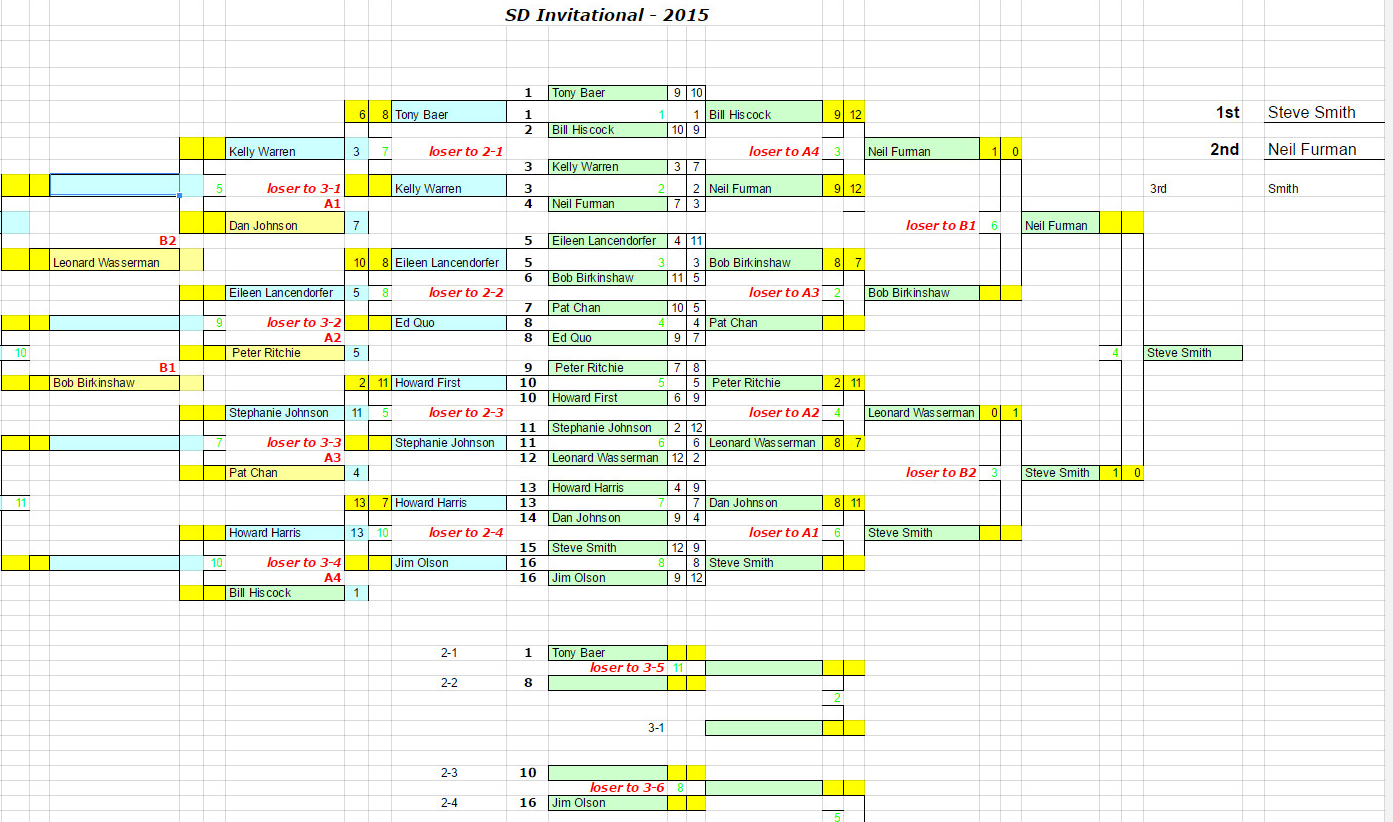 SD Invitational - 2015
1 Tony Baer 9 10
6 8 Tony Baer 1 1 1 Bill Hiscock 9 12 1st Steve Smith
2 Bill Hiscock 10 9
Kelly Warren 3 7 loser to 2-1 loser to A4 3 Neil Furman 1 0 2nd Neil Furman
3 Kelly Warren 3 7
5 loser to 3-1 Kelly Warren 3 2 2 Neil Furman 9 12 3rd Smith
A1 4 Neil Furman 7 3
Dan Johnson 7 loser to B1 6 Neil Furman
B2 5 Eileen Lancendorfer 4 11
Leonard Wasserman 10 8 Eileen Lancendorfer 5 3 3 Bob Birkinshaw 8 7
6 Bob Birkinshaw 11 5
Eileen Lancendorfer 5 8 loser to 2-2 loser to A3 2 Bob Birkinshaw
7 Pat Chan 10 5
9 loser to 3-2 Ed Quo 8 4 4 Pat Chan
A2 8 Ed Quo 9 7
10 Peter Ritchie 5 4 Steve Smith
B1 9 Peter Ritchie 7 8
Bob Birkinshaw 2 11 Howard First 10 5 5 Peter Ritchie 2 11
10 Howard First 6 9
Stephanie Johnson 11 5 loser to 2-3 loser to A2 4 Leonard Wasserman 0 1
11 Stephanie Johnson 2 12
7 loser to 3-3 Stephanie Johnson 11 6 6 Leonard Wasserman 8 7
A3 12 Leonard Wasserman 12 2
Pat Chan 4 loser to B2 3 Steve Smith 1 0
13 Howard Harris 4 9
11 13 7 Howard Harris 13 7 7 Dan Johnson 8 11
14 Dan Johnson 9 4
Howard Harris 13 10 loser to 2-4 loser to A1 6 Steve Smith
15 Steve Smith 12 9
10 loser to 3-4 Jim Olson 16 8 8 Steve Smith
A4 16 Jim Olson 9 12
Bill Hiscock 1
2-1 1 Tony Baer
loser to 3-5 11
2-2 8
2
3-1
2-3 10
loser to 3-6 8
2-4 16 Jim Olson
5